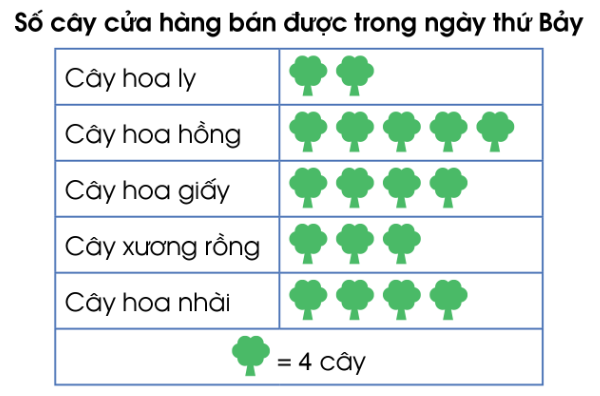 Số cây cửa hàng bán được trong ngày thứ Bảy
Cây hoa ly
Cây hoa hồng
Cây hoa giấy
Cây xương rồng
Cây hoa nhài
= 4 cây